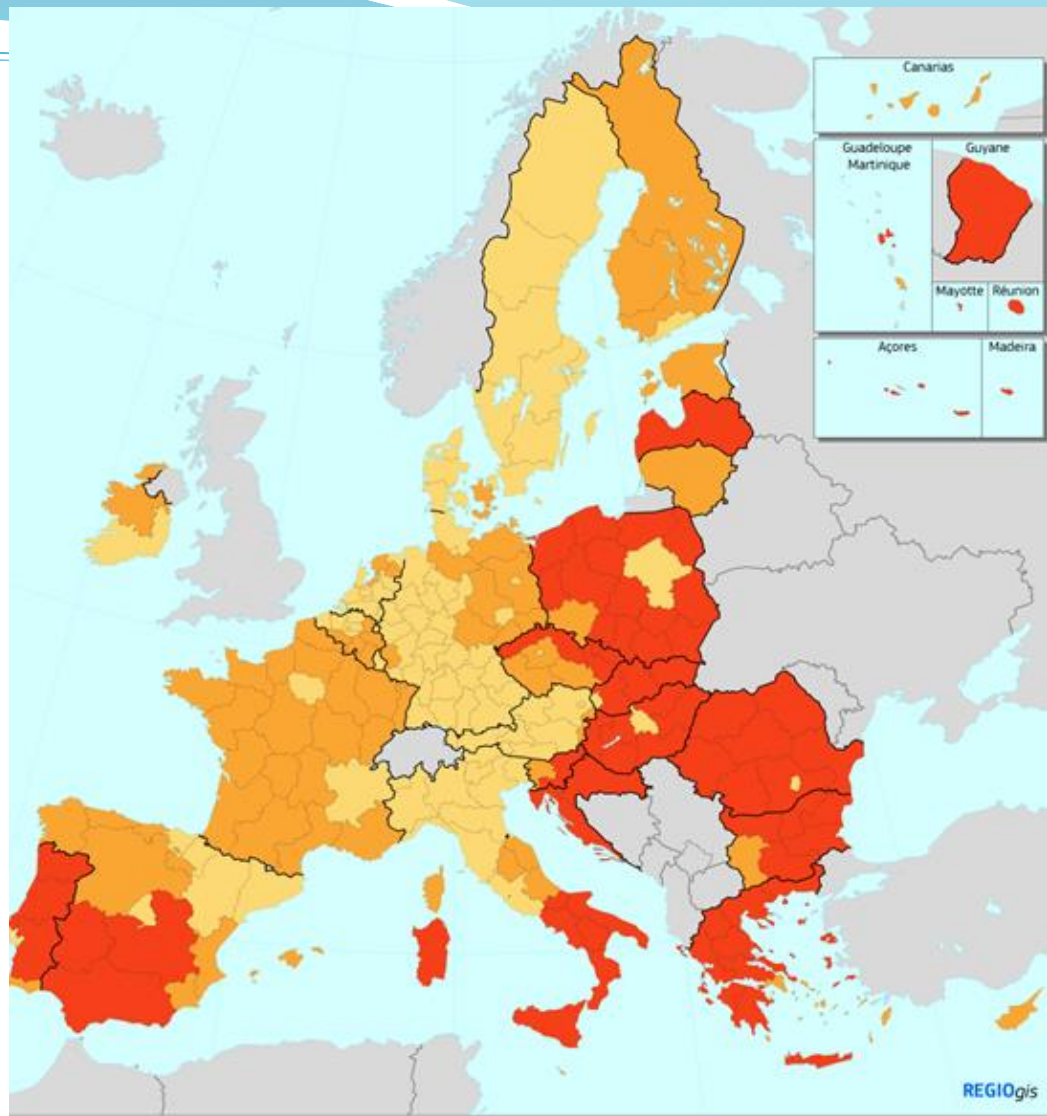 Canarias
Guadeloupe
Martinique
Guyane
Mayotte
Réunion
Açores
Madeira
REGIOgis